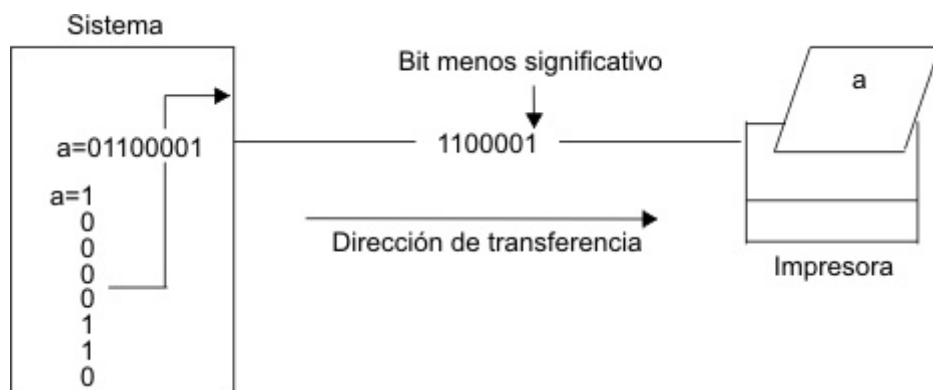 Sistema
a=01100001
a=1
0
0
0
0
1
1
0
Bit menos significativo
1100001
Dirección de transferencia
a
Impresora